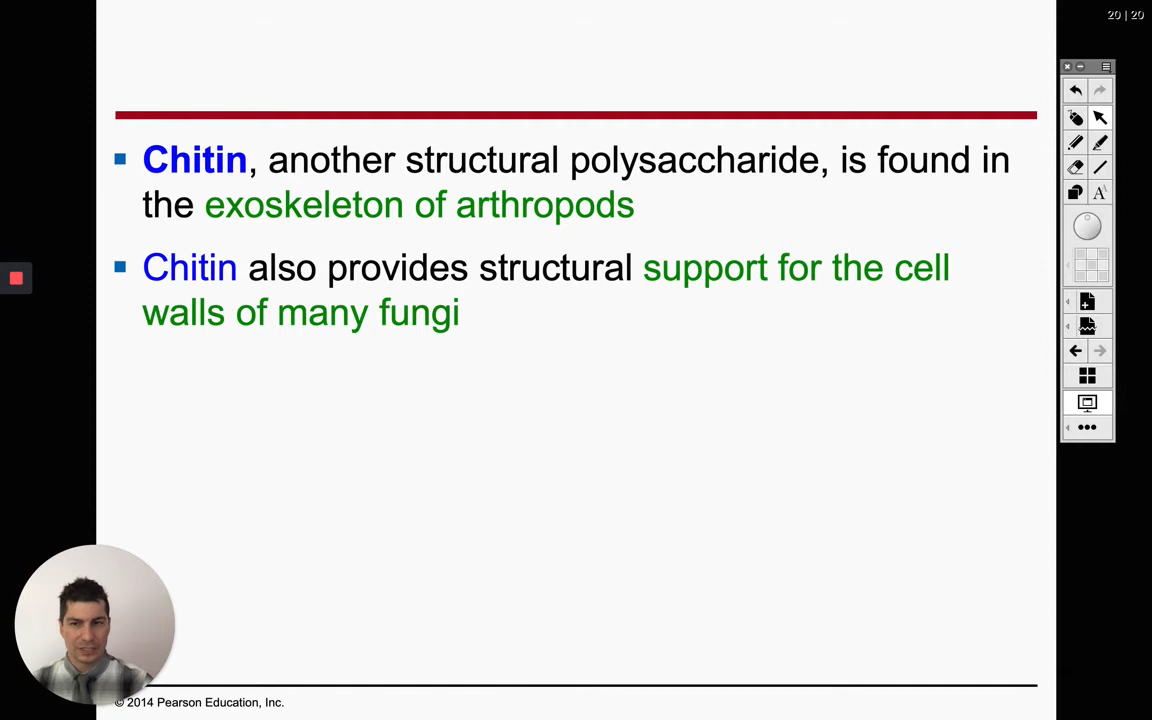 20 | 20
Chitin, another structural polysaccharide, is found in
the exoskeleton of arthropods
Chitin also provides structural support for the cell
walls of many fungi
© 2014 Pearson Education, Inc.